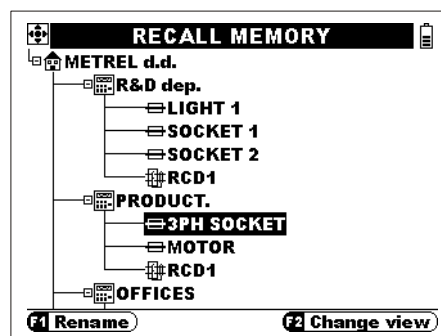 RECALL MEMORY
METREL d.d.
R&D dep.
LIGHT 1
SOCKET 1
SOCKET 2
RCD1
PRODUCT.
3PH SOCKET
MOTOR
RCD1
OFFICES
F1 Rename F2 Change view